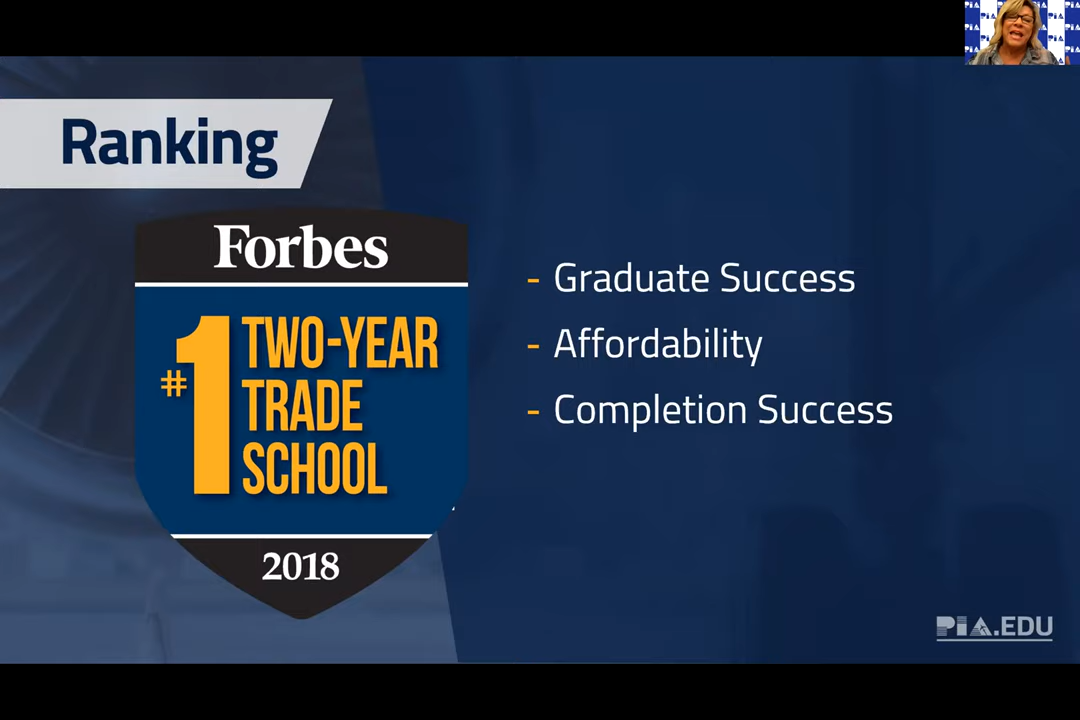 Ranking
Forbes
#1 TWO-YEAR
TRADE
SCHOOL
2018
- Graduate Success
- Affordability
- Completion Success
PIA.EDU